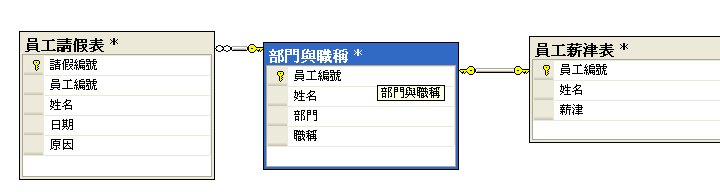 員工請假表 *
請假編號
員工編號
姓名
日期
原因
部門與職稱 *
員工編號
姓名
部門
職稱
部門與職稱
員工薪津表 *
員工編號
姓名
薪津